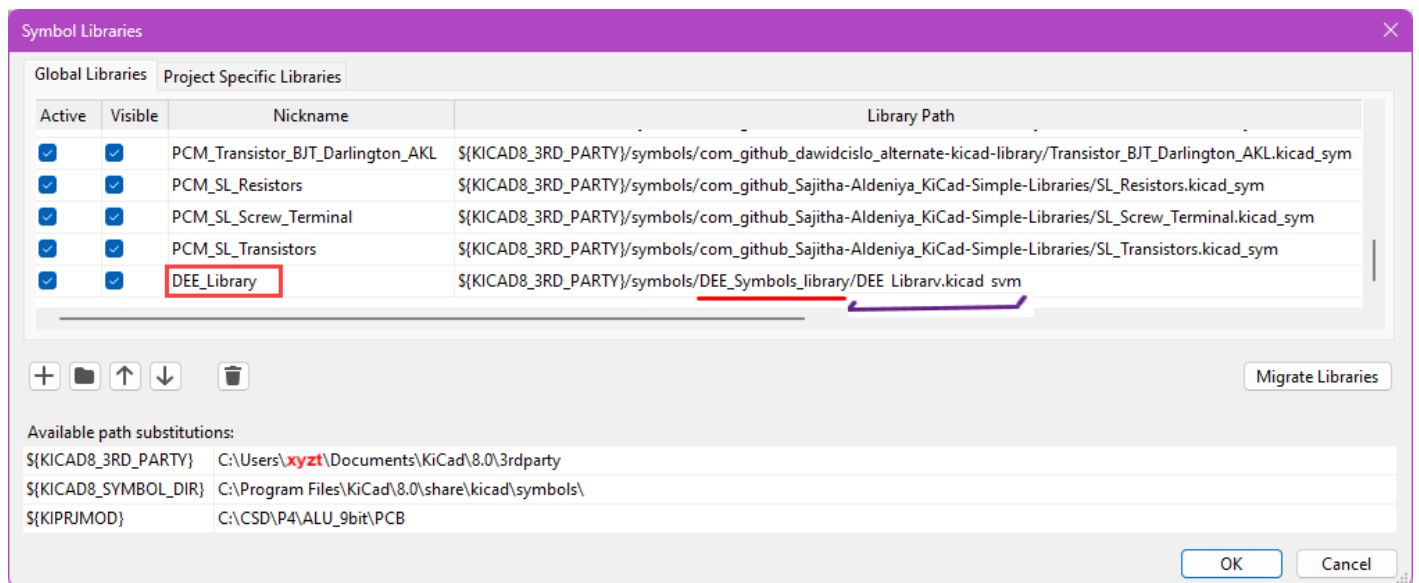 Symbol Libraries
Global Libraries Project Specific Libraries
Active Visible Nickname Library Path
PCM_Transistor_BJT_Darlington_AKL ${KICAD8_3RD_PARTY}/symbols/com_github_dawidcislo_alternate-kicad-library/Transistor_BJT_Darlington_AKL.kicad_sym
PCM_SL_Resistors ${KICAD8_3RD_PARTY}/symbols/com_github_Sajitha-Aldeniya_KiCad-Simple-Libraries/SL_Resistors.kicad_sym
PCM_SL_Screw_Terminal ${KICAD8_3RD_PARTY}/symbols/com_github_Sajitha-Aldeniya_KiCad-Simple-Libraries/SL_Screw_Terminal.kicad_sym
PCM_SL_Transistors ${KICAD8_3RD_PARTY}/symbols/com_github_Sajitha-Aldeniya_KiCad-Simple-Libraries/SL_Transistors.kicad_sym
DEE_Library ${KICAD8_3RD_PARTY}/symbols/DEE_Symbols_library/DEE_Library.kicad_sym
Migrate Libraries
Available path substitutions:
${KICAD8_3RD_PARTY} C:\Users\xyzt\Documents\KiCad\8.0\3rdparty
${KICAD8_SYMBOL_DIR} C:\Program Files\KiCad\8.0\share\kicad\symbols\
${KIPRJMOD} C:\CSD\P4\ALU_9bit\PCB
OK Cancel